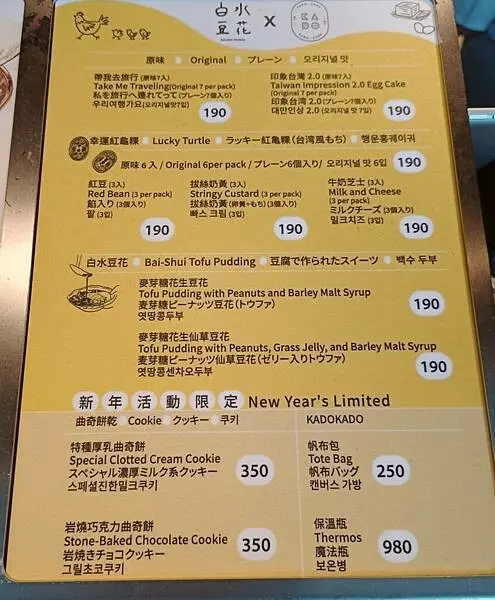 白水
豆花
X
KADO
原味 Original プレーン 오리지널 맛
帶我去旅行 (原味7入)
Take Me Traveling(Original 7 per pack)
私を旅行へ連れてって(プレーン7個入り)
우리여행가요(오리지널맛7입)
190
印象台灣 2.0 (原味7入)
Taiwan Impression 2.0 Egg Cake
(Original 7 per pack)
印象台湾 2.0 (プレーン7個入り)
대만인상 2.0 (오리지널맛 7입)
190
幸運紅龜粿 Lucky Turtle ラッキー紅亀粿(台湾風もち) 행운홍궤이궈
原味 6 入 / Original 6per pack / プレーン6個入り/ 오리지널 맛 6입
190
紅豆 (3入)
Red Bean (3 per pack)
餡入り (3個入り)
팥 (3입)
190
拔絲奶黃 (3入)
Stringy Custard (3 per pack)
拔絲奶黃 (卵黄+もち) (3個入り)
빠스 크림 (3입)
190
牛奶芝士 (3入)
Milk and Cheese
(3 per pack)
ミルクチーズ (3個入り)
밀크치즈 (3입)
190
白水豆花 Bai-Shui Tofu Pudding 豆腐で作られたスイーツ 백수 두부
麥芽糖花生豆花
Tofu Pudding with Peanuts and Barley Malt Syrup
麦芽糖ピーナッツ豆花(トウファ)
엿땅콩두부
190
麥芽糖花生仙草豆花
Tofu Pudding with Peanuts, Grass Jelly, and Barley Malt Syrup
麦芽糖ピーナッツ仙草豆花(ゼリー入りトウファ)
엿땅콩센차오두부
190
新年活動限定 New Year's Limited
曲奇餅乾 Cookie クッキー 쿠키
KADOKADO
特種厚乳曲奇餅
Special Clotted Cream Cookie
スペシャル濃厚ミルク系クッキー
스페셜진한밀크쿠키
350
帆布包
Tote Bag
帆布バッグ
캔버스 가방
250
岩燒巧克力曲奇餅
Stone-Baked Chocolate Cookie
岩焼きチョコクッキー
그릴초코쿠키
350
保溫瓶
Thermos
魔法瓶
보온병
980